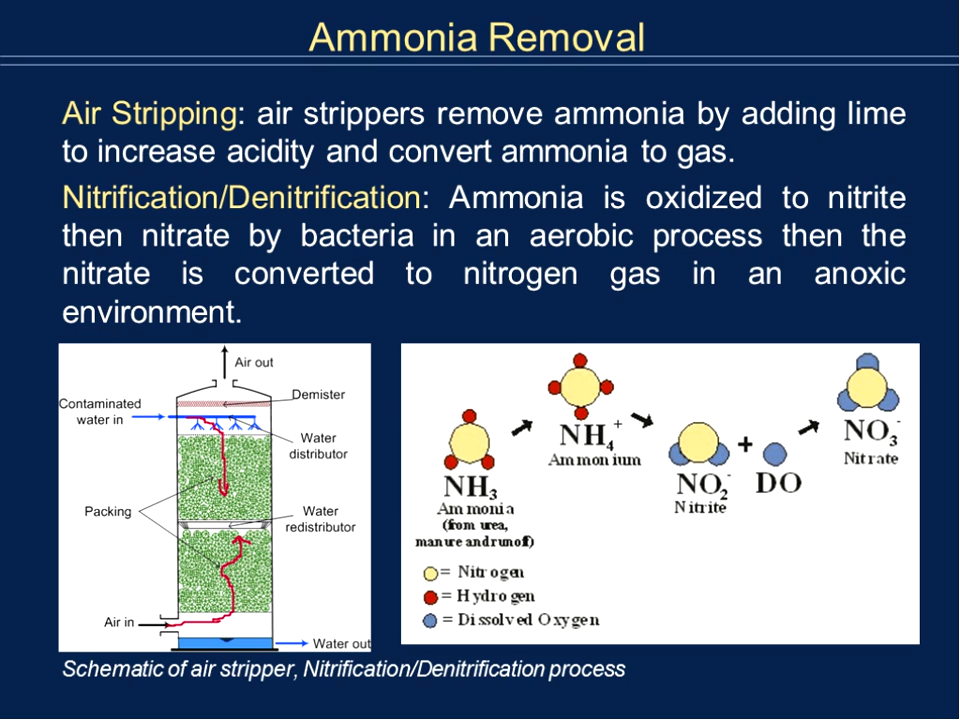 Ammonia Removal
Air Stripping: air strippers remove ammonia by adding lime
to increase acidity and convert ammonia to gas.
Nitrification/Denitrification: Ammonia is oxidized to nitrite
then nitrate by bacteria in an aerobic process then the
nitrate is converted to nitrogen gas in an anoxic
environment.
Air out
Demister
Contaminated
water in
Water
distributor
Packing
Water
redistributor
Air in
Water out
NH3
Ammonia
(from urea,
manure and runoff)
NH4+
Ammonium
NO2-
Nitrite
+
DO
NO3-
Nitrate
= Nitrogen
= Hydrogen
= Dissolved Oxygen
Schematic of air stripper, Nitrification/Denitrification process